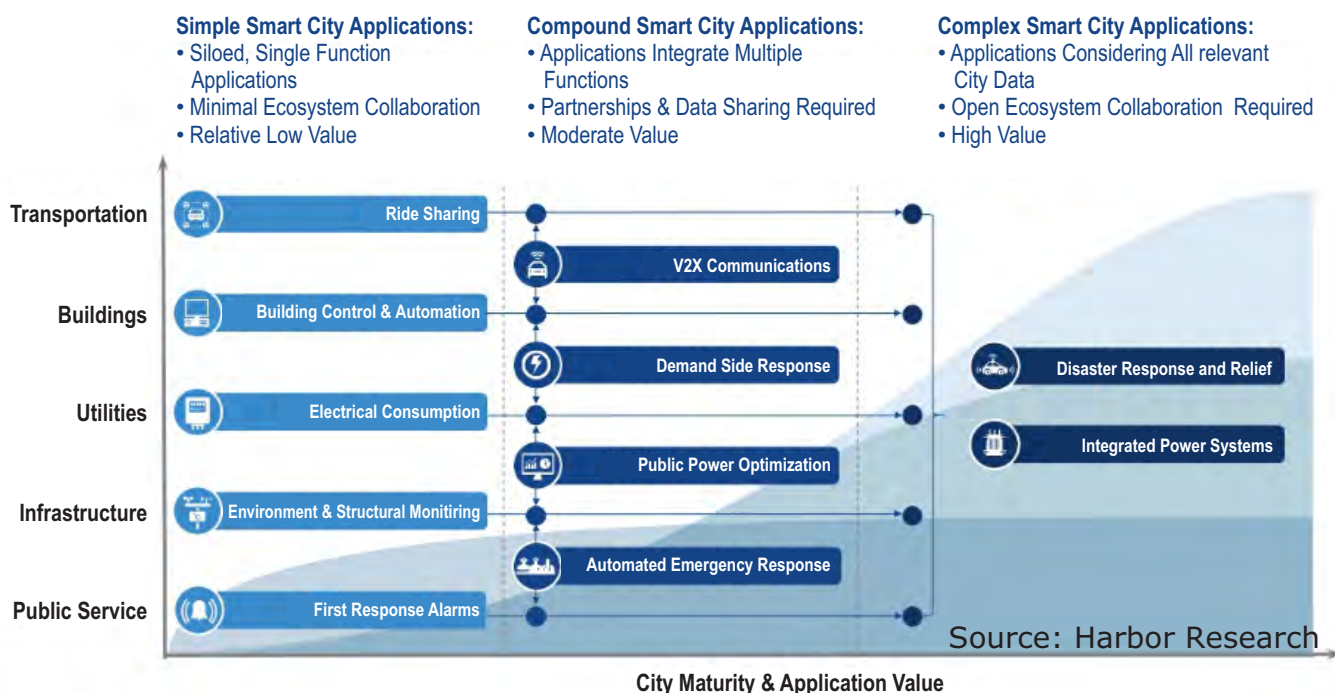 Simple Smart City Applications:
• Siloed, Single Function
Applications
• Minimal Ecosystem Collaboration
• Relative Low Value
Compound Smart City Applications:
• Applications Integrate Multiple
Functions
• Partnerships & Data Sharing Required
• Moderate Value
Complex Smart City Applications:
• Applications Considering All relevant
City Data
• Open Ecosystem Collaboration Required
• High Value
Transportation
Ride Sharing
V2X Communications
Buildings
Building Control & Automation
Demand Side Response
Disaster Response and Relief
Utilities
Electrical Consumption
Integrated Power Systems
Public Power Optimization
Infrastructure
Environment & Structural Monitiring
Automated Emergency Response
Public Service
First Response Alarms
Source: Harbor Research
City Maturity & Application Value